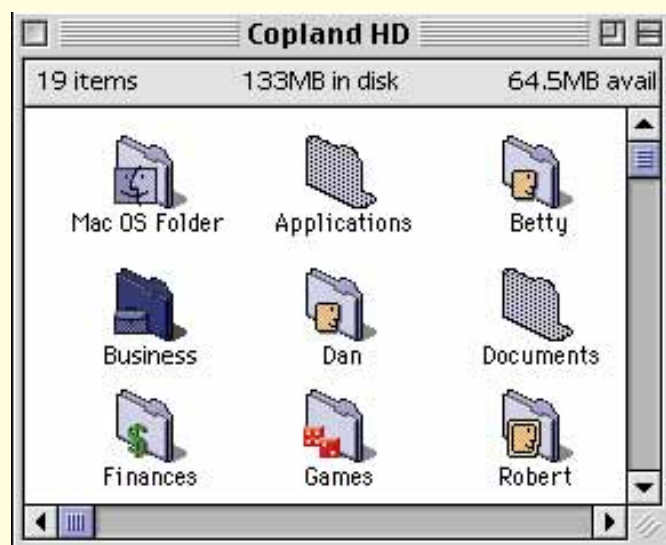 Copland HD
19 items 133MB in disk 64.5MB avail
Mac OS Folder Applications Betty
Business Dan Documents
Finances Games Robert